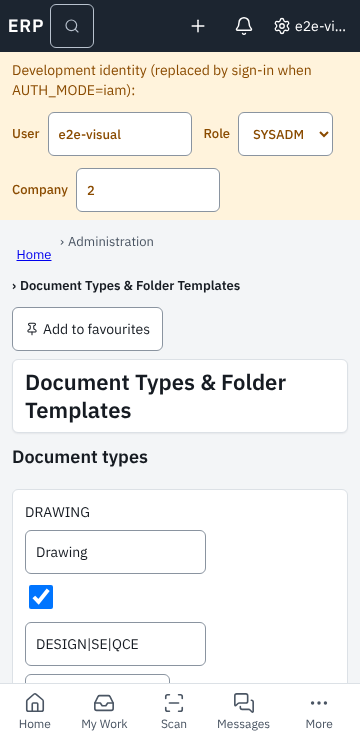 ERP
e2e-vi...
Development identity (replaced by sign-in when
AUTH_MODE=iam):
User
e2e-visual
Role
SYSADM
Company
2
Home
› Administration
› Document Types & Folder Templates
Add to favourites
Document Types & Folder
Templates
Document types
DRAWING
Drawing
DESIGN|SE|QCE
Home
My Work
Scan
Messages
More